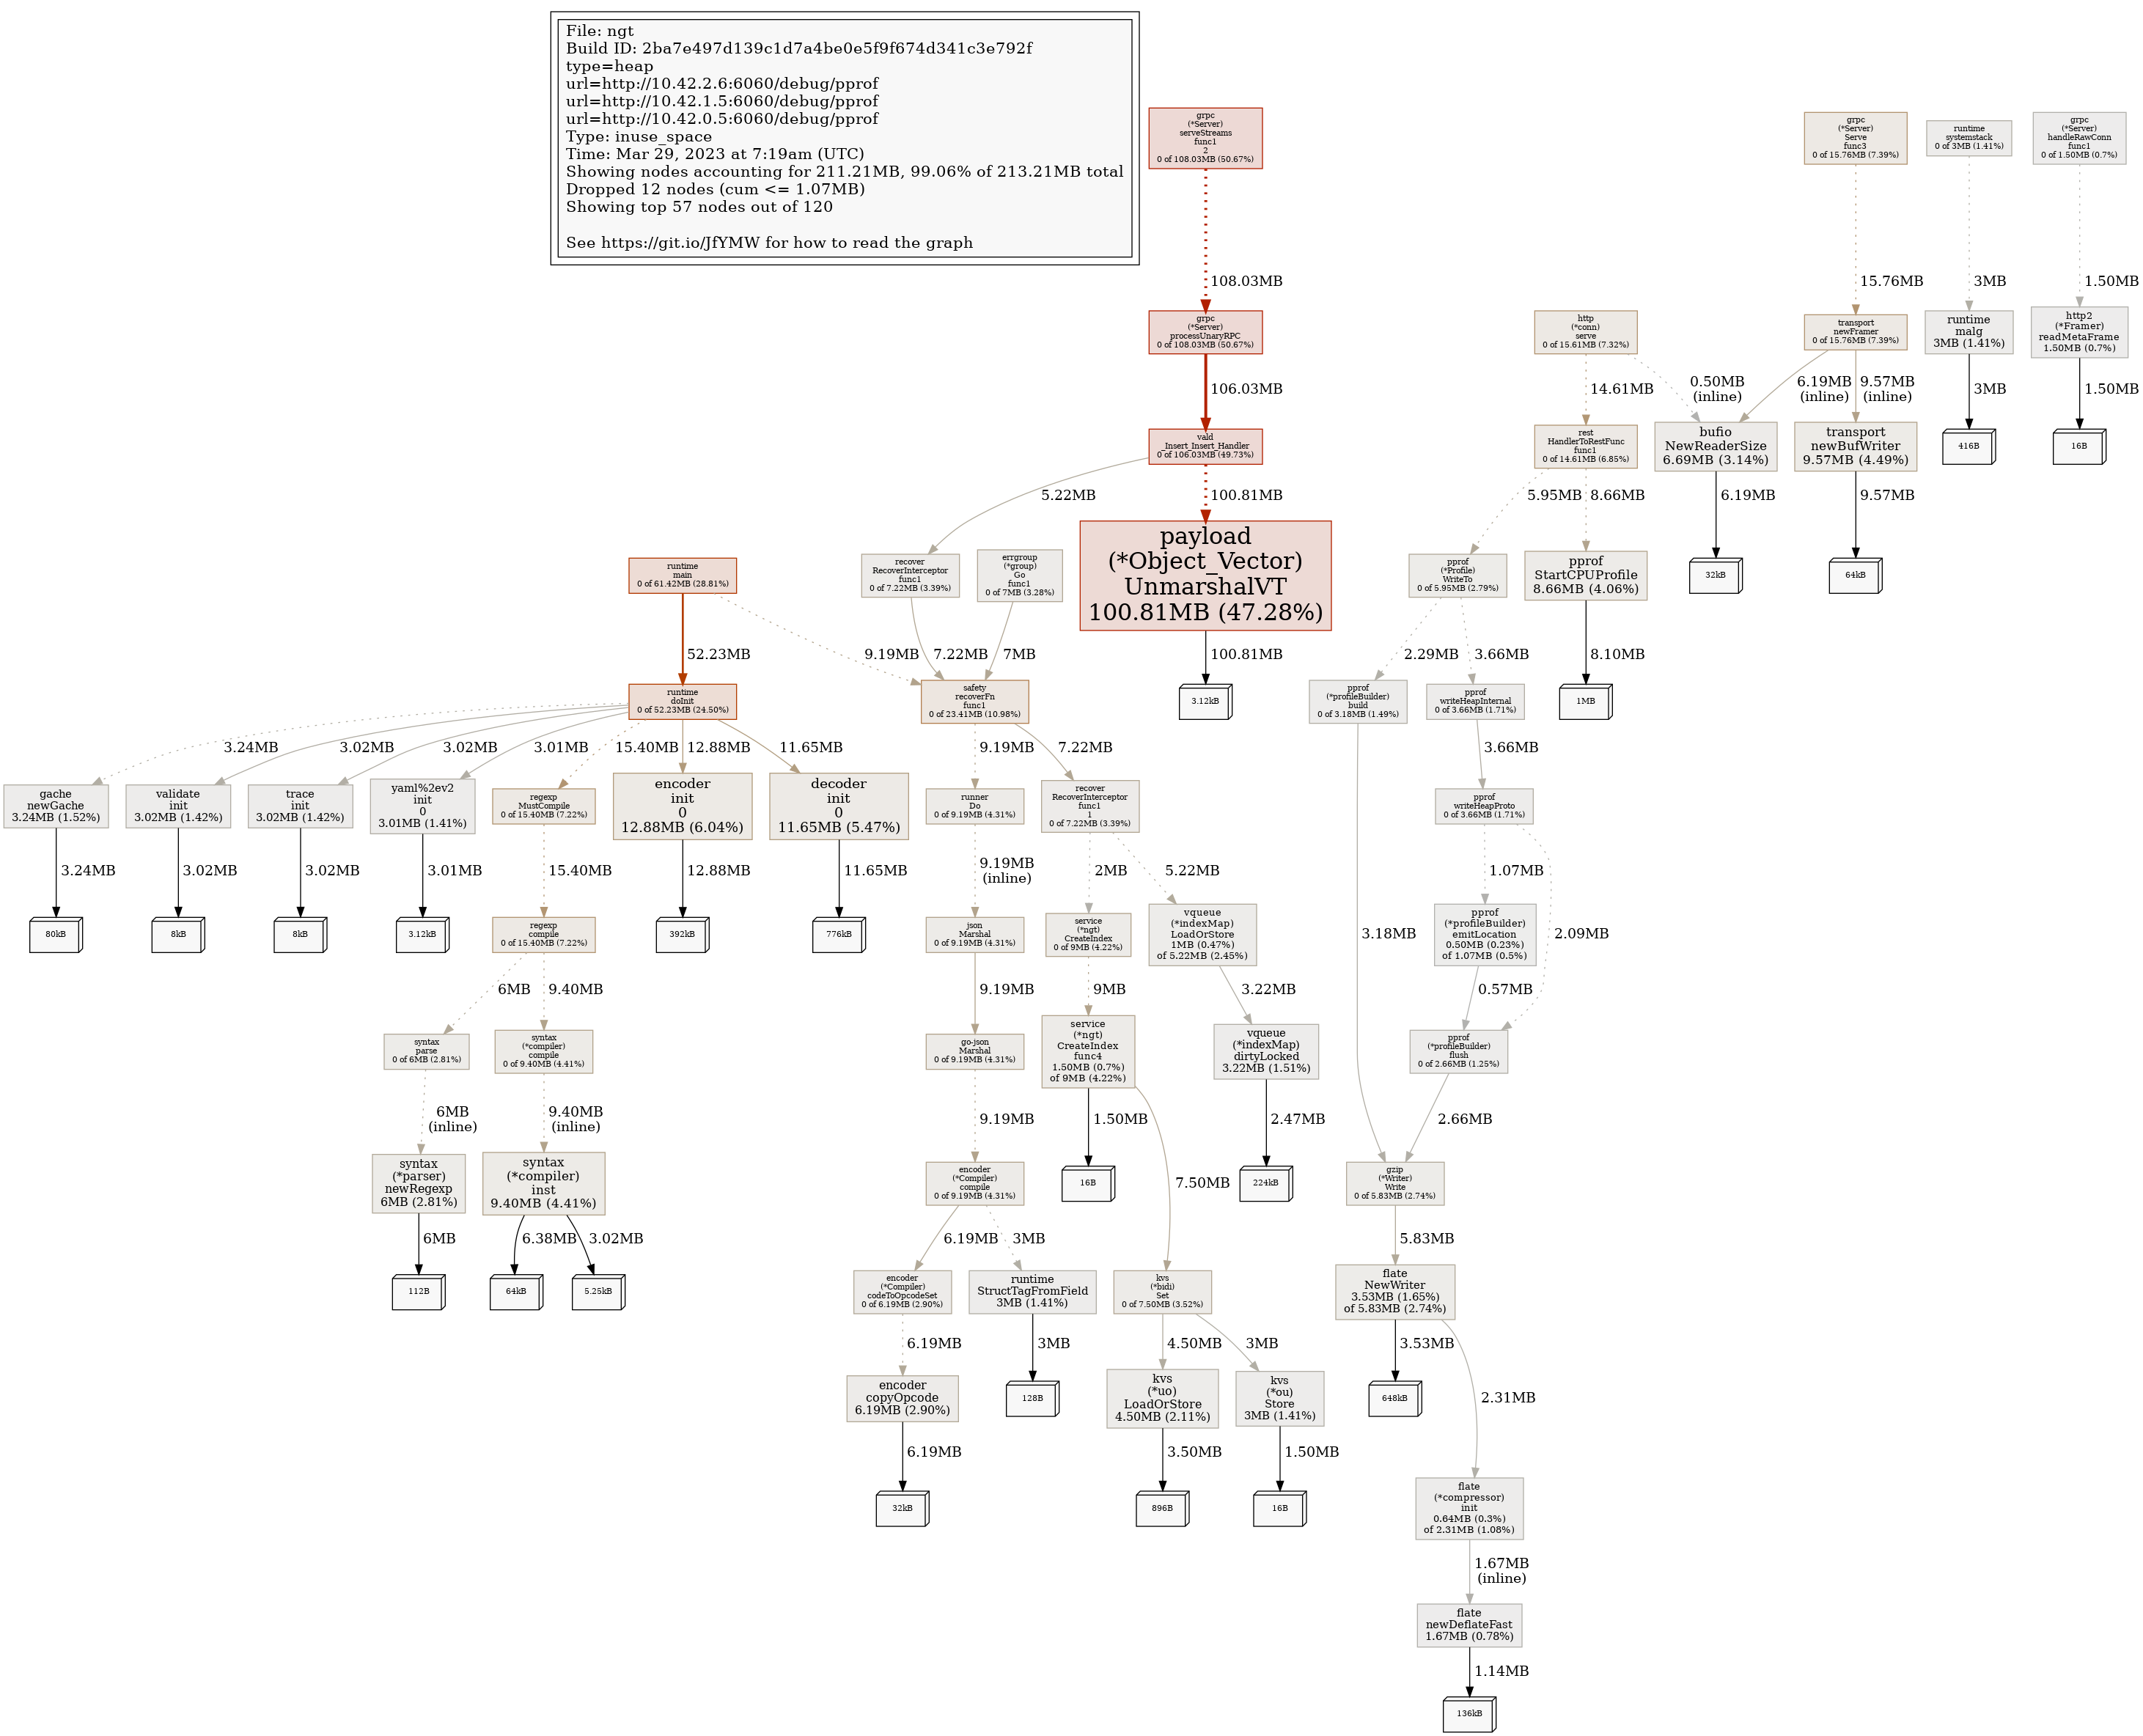 File: ngt
Build ID: 2ba7e497d139c1d7a4be0e5f9f674d341c3e792f
type=heap
url=http://10.42.2.6:6060/debug/pprof
url=http://10.42.1.5:6060/debug/pprof
url=http://10.42.0.5:6060/debug/pprof
Type: inuse_space
Time: Mar 29, 2023 at 7:19am (UTC)
Showing nodes accounting for 211.21MB, 99.06% of 213.21MB total
Dropped 12 nodes (cum <= 1.07MB)
Showing top 57 nodes out of 120
See https://git.io/JfYMW for how to read the graph
grpc
(*Server)
serveStreams
func1
2
0 of 108.03MB (50.67%)
108.03MB
grpc
(*Server)
processUnaryRPC
0 of 108.03MB (50.67%)
106.03MB
vald
_Insert_Insert_Handler
0 of 106.03MB (49.73%)
5.22MB
100.81MB
payload
(*Object_Vector)
UnmarshalVT
100.81MB (47.28%)
100.81MB
3.12kB
grpc
(*Server)
Serve
func3
0 of 15.76MB (7.39%)
15.76MB
transport
newFramer
0 of 15.76MB (7.39%)
6.19MB
(inline)
9.57MB
(inline)
runtime
systemstack
0 of 3MB (1.41%)
3MB
runtime
malg
3MB (1.41%)
3MB
416B
grpc
(*Server)
handleRawConn
func1
0 of 1.50MB (0.7%)
1.50MB
http2
(*Framer)
readMetaFrame
1.50MB (0.7%)
1.50MB
16B
http
(*conn)
serve
0 of 15.61MB (7.32%)
14.61MB
0.50MB
(inline)
rest
HandlerToRestFunc
func1
0 of 14.61MB (6.85%)
5.95MB
8.66MB
bufio
NewReaderSize
6.69MB (3.14%)
6.19MB
32kB
transport
newBufWriter
9.57MB (4.49%)
9.57MB
64kB
pprof
(*Profile)
WriteTo
0 of 5.95MB (2.79%)
2.29MB
3.66MB
pprof
StartCPUProfile
8.66MB (4.06%)
8.10MB
1MB
runtime
main
0 of 61.42MB (28.81%)
52.23MB
9.19MB
recover
RecoverInterceptor
func1
0 of 7.22MB (3.39%)
7.22MB
errgroup
(*group)
Go
func1
0 of 7MB (3.28%)
7MB
runtime
doInit
0 of 52.23MB (24.50%)
3.24MB
3.02MB
3.02MB
3.01MB
15.40MB
12.88MB
11.65MB
safety
recoverFn
func1
0 of 23.41MB (10.98%)
9.19MB
7.22MB
pprof
(*profileBuilder)
build
0 of 3.18MB (1.49%)
3.18MB
pprof
writeHeapInternal
0 of 3.66MB (1.71%)
3.66MB
gache
newGache
3.24MB (1.52%)
3.24MB
80kB
validate
init
3.02MB (1.42%)
3.02MB
8kB
trace
init
3.02MB (1.42%)
3.02MB
8kB
yaml%2ev2
init
0
3.01MB (1.41%)
3.01MB
3.12kB
regexp
MustCompile
0 of 15.40MB (7.22%)
15.40MB
encoder
init
0
12.88MB (6.04%)
12.88MB
392kB
decoder
init
0
11.65MB (5.47%)
11.65MB
776kB
runner
Do
0 of 9.19MB (4.31%)
9.19MB
(inline)
recover
RecoverInterceptor
func1
1
0 of 7.22MB (3.39%)
2MB
5.22MB
pprof
writeHeapProto
0 of 3.66MB (1.71%)
1.07MB
2.09MB
regexp
compile
0 of 15.40MB (7.22%)
6MB
9.40MB
json
Marshal
0 of 9.19MB (4.31%)
9.19MB
service
(*ngt)
CreateIndex
0 of 9MB (4.22%)
9MB
vqueue
(*indexMap)
LoadOrStore
1MB (0.47%)
of 5.22MB (2.45%)
3.22MB
pprof
(*profileBuilder)
emitLocation
0.50MB (0.23%)
of 1.07MB (0.5%)
0.57MB
syntax
parse
0 of 6MB (2.81%)
6MB
(inline)
syntax
(*compiler)
compile
0 of 9.40MB (4.41%)
9.40MB
(inline)
go-json
Marshal
0 of 9.19MB (4.31%)
9.19MB
service
(*ngt)
CreateIndex
func4
1.50MB (0.7%)
of 9MB (4.22%)
1.50MB
16B
7.50MB
vqueue
(*indexMap)
dirtyLocked
3.22MB (1.51%)
2.47MB
224kB
pprof
(*profileBuilder)
flush
0 of 2.66MB (1.25%)
2.66MB
syntax
(*parser)
newRegexp
6MB (2.81%)
6MB
112B
syntax
(*compiler)
inst
9.40MB (4.41%)
6.38MB
3.02MB
64kB
5.25kB
encoder
(*Compiler)
compile
0 of 9.19MB (4.31%)
6.19MB
3MB
gzip
(*Writer)
Write
0 of 5.83MB (2.74%)
5.83MB
encoder
(*Compiler)
codeToOpcodeSet
0 of 6.19MB (2.90%)
6.19MB
runtime
StructTagFromField
3MB (1.41%)
3MB
128B
kvs
(*bidi)
Set
0 of 7.50MB (3.52%)
4.50MB
3MB
flate
NewWriter
3.53MB (1.65%)
of 5.83MB (2.74%)
3.53MB
648kB
2.31MB
encoder
copyOpcode
6.19MB (2.90%)
6.19MB
32kB
kvs
(*uo)
LoadOrStore
4.50MB (2.11%)
3.50MB
896B
kvs
(*ou)
Store
3MB (1.41%)
1.50MB
16B
flate
(*compressor)
init
0.64MB (0.3%)
of 2.31MB (1.08%)
1.67MB
(inline)
flate
newDeflateFast
1.67MB (0.78%)
1.14MB
136kB